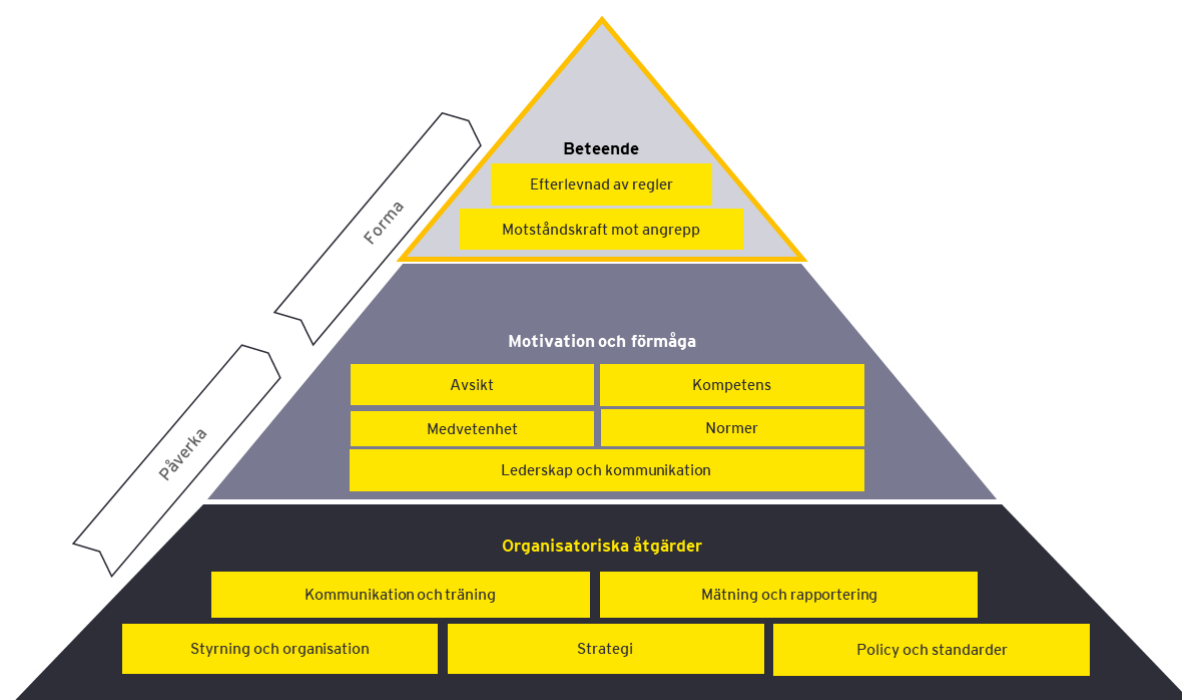 Beteende
Efterlevnad av regler
Motståndskraft mot angrepp
Forma
Motivation och förmåga
Avsikt
Kompetens
Medvetenhet
Normer
Lederskap och kommunikation
Påverka
Organisatoriska åtgärder
Kommunikation och träning
Mätning och rapportering
Styrning och organisation
Strategi
Policy och standarder